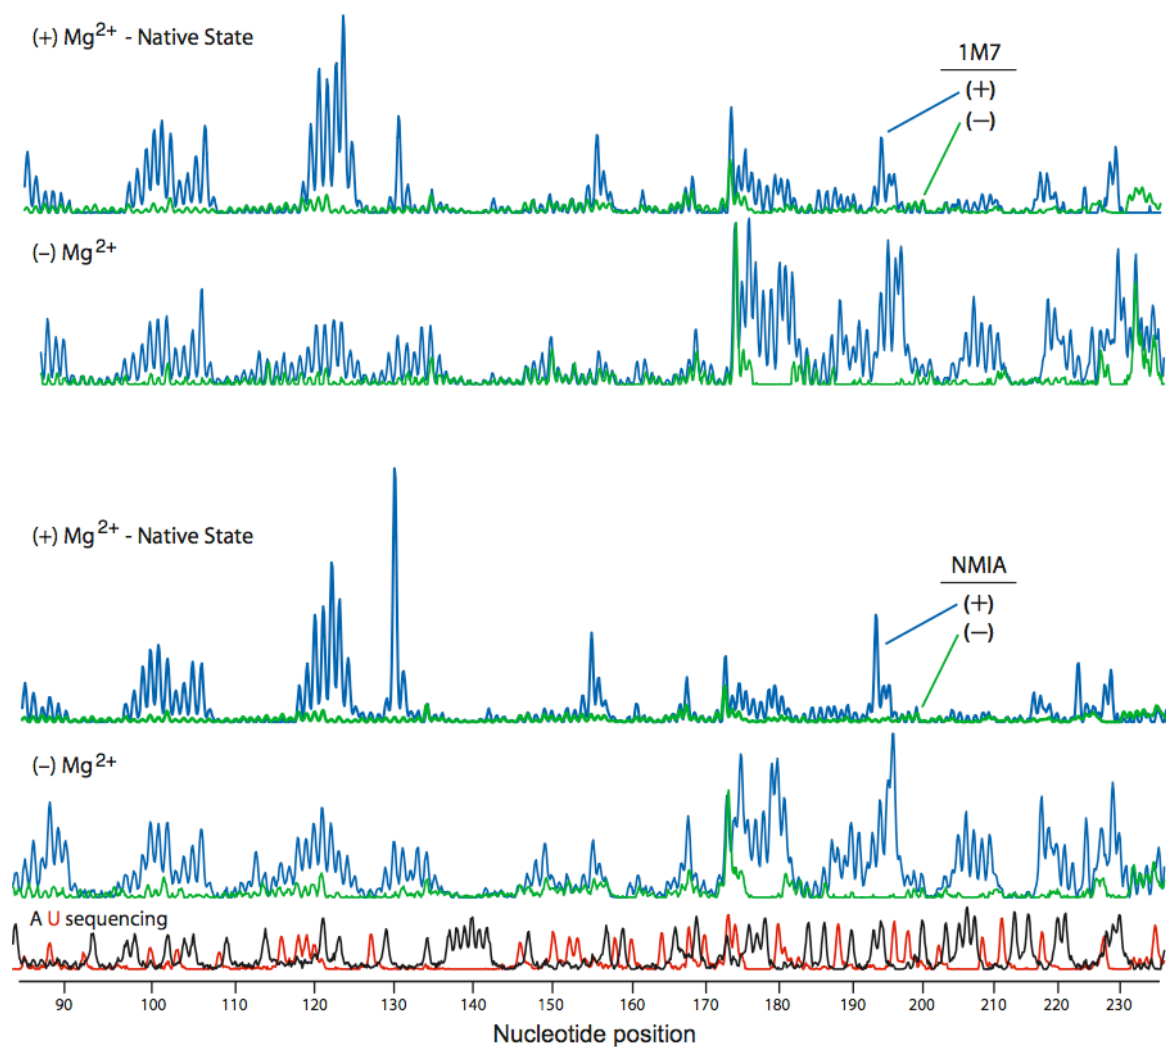 (+) Mg2+ - Native State
1M7
(+)
(−)
(−) Mg2+
(+) Mg2+ - Native State
NMIA
(+)
(−)
(−) Mg2+
A U sequencing
90 100 110 120 130 140 150 160 170 180 190 200 210 220 230
Nucleotide position